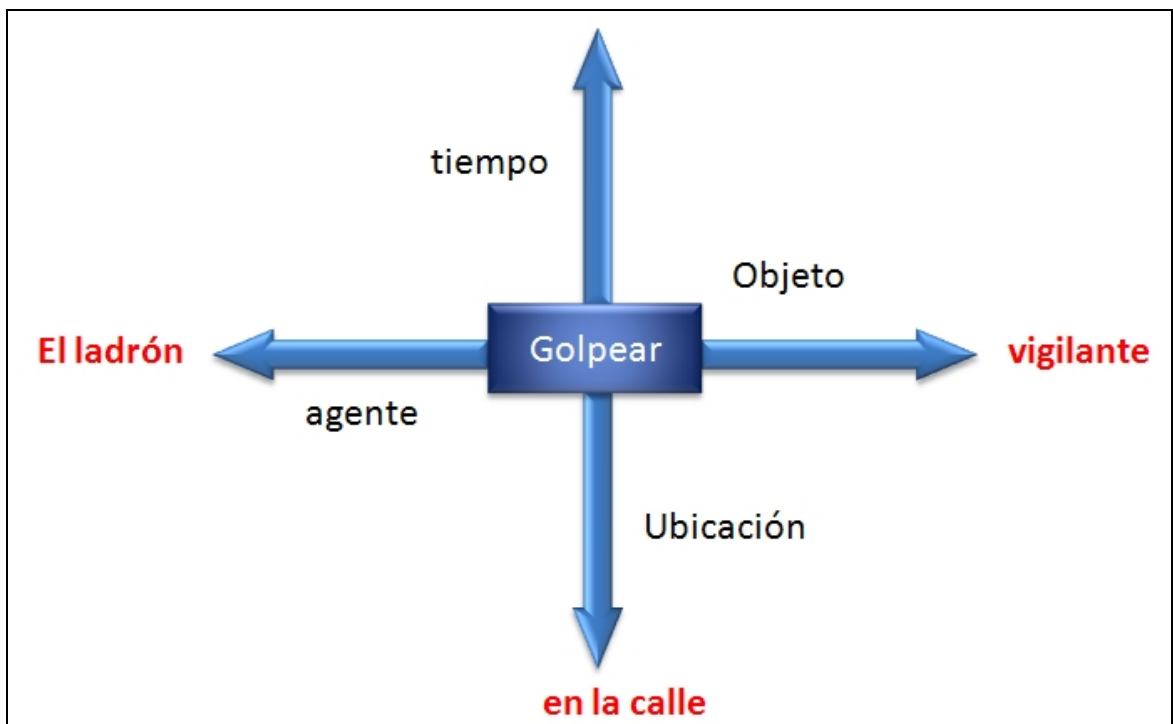 tiempo
Objeto
El ladrón
Golpear
vigilante
agente
Ubicación
en la calle